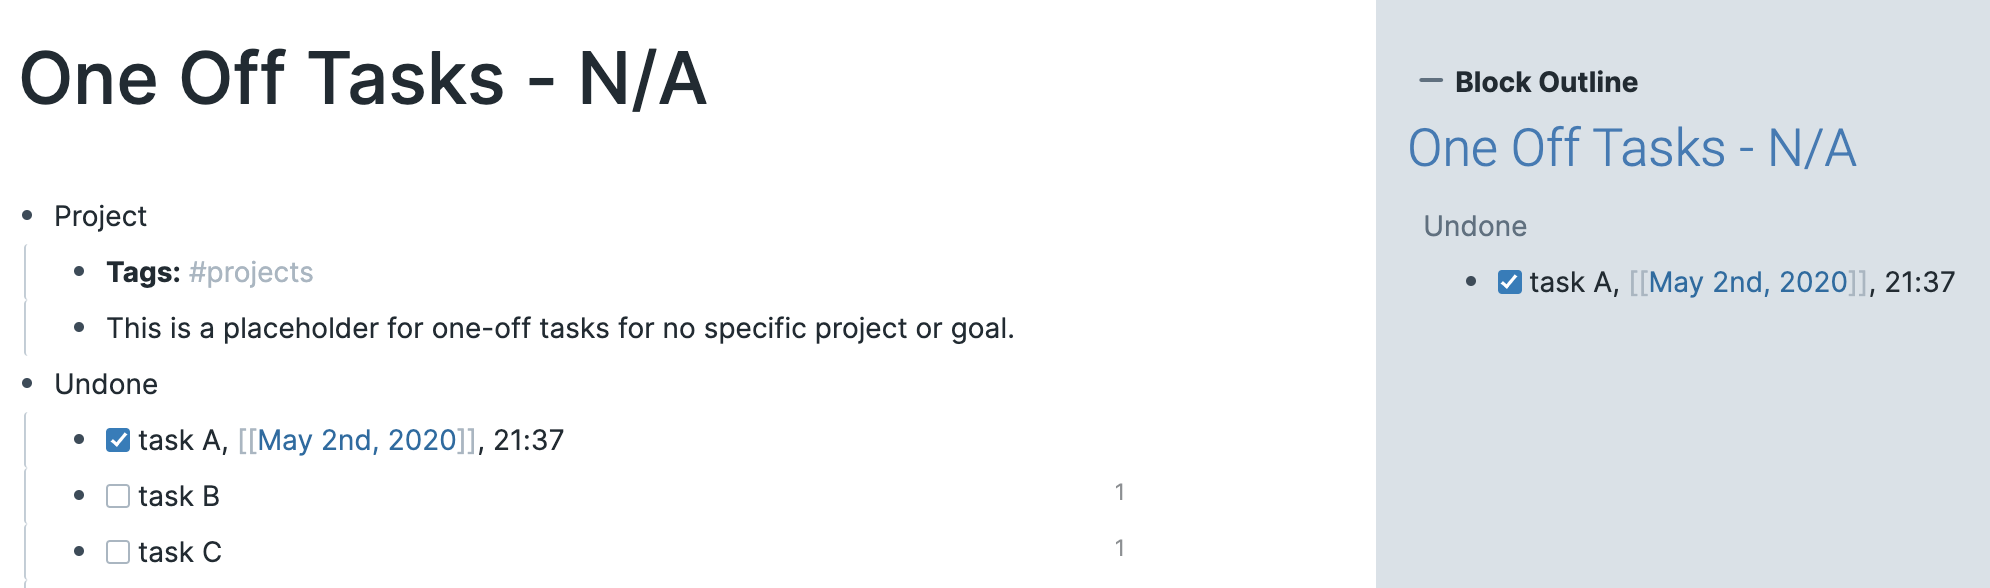 One Off Tasks - N/A
Project
Tags: #projects
This is a placeholder for one-off tasks for no specific project or goal.
Undone
task A, [[May 2nd, 2020]], 21:37
task B 1
task C 1
Block Outline
One Off Tasks - N/A
Undone
task A, [[May 2nd, 2020]], 21:37